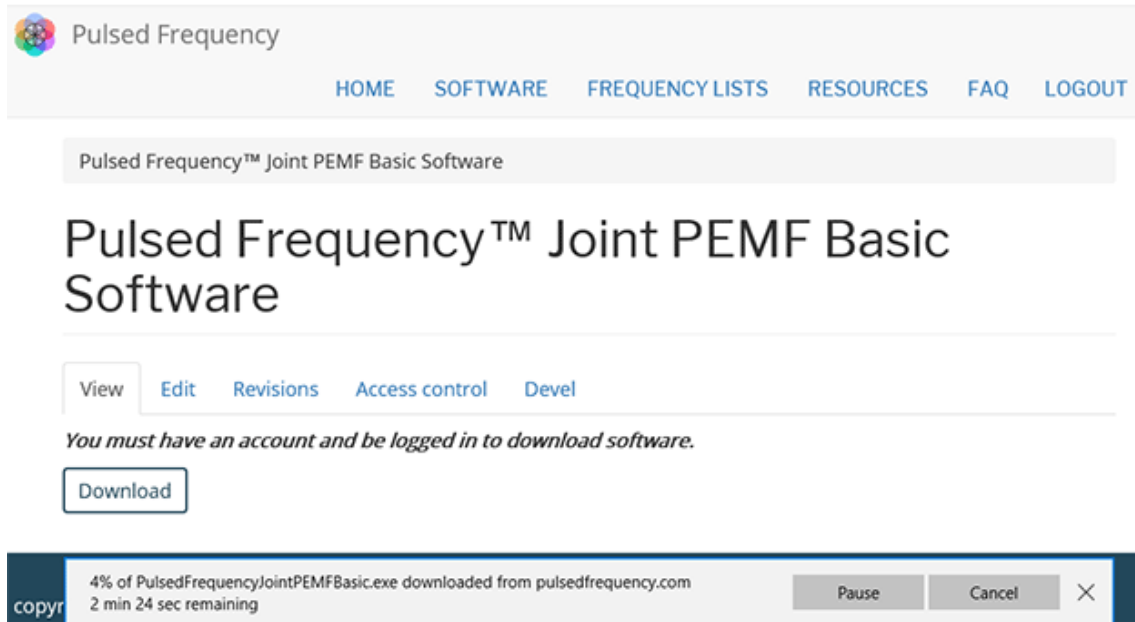 Pulsed Frequency
HOME SOFTWARE FREQUENCY LISTS RESOURCES FAQ LOGOUT
Pulsed Frequency™ Joint PEMF Basic Software
Pulsed Frequency™ Joint PEMF Basic
Software
View Edit Revisions Access control Devel
You must have an account and be logged in to download software.
Download
4% of PulsedFrequencyJointPEMFBasic.exe downloaded from pulsedfrequency.com
2 min 24 sec remaining
Pause Cancel
copyr